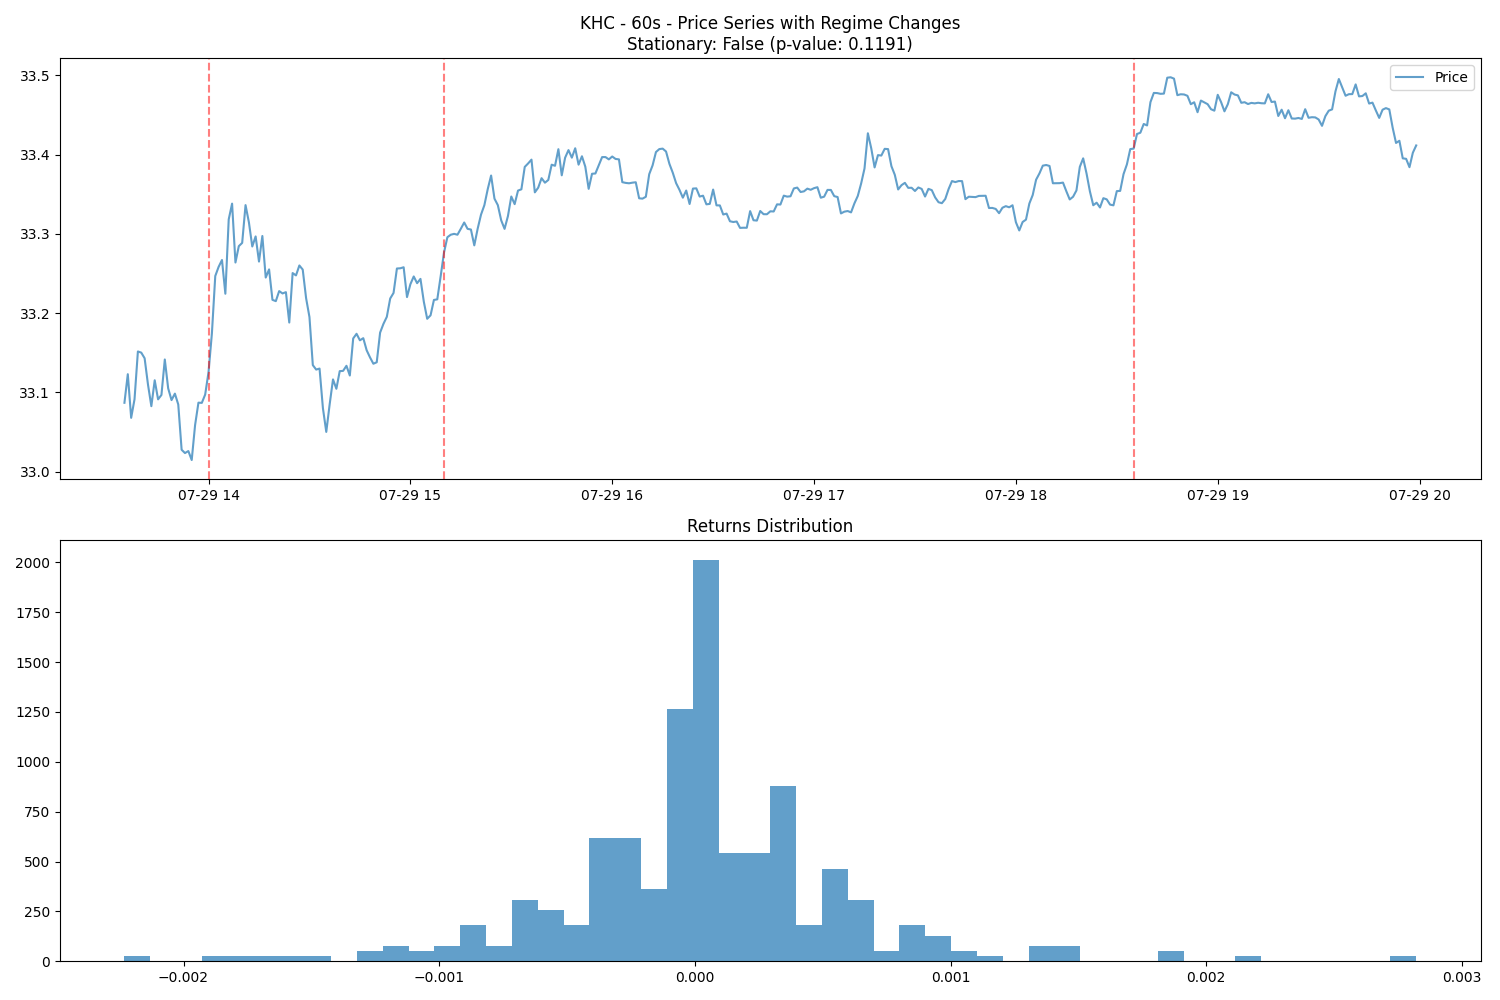 KHC - 60s - Price Series with Regime Changes
Stationary: False (p-value: 0.1191)
Price
33.5
33.4
33.3
33.2
33.1
33.0
07-29 14 07-29 15 07-29 16 07-29 17 07-29 18 07-29 19 07-29 20
Returns Distribution
2000
1750
1500
1250
1000
750
500
250
0
−0.002 −0.001 0.000 0.001 0.002 0.003